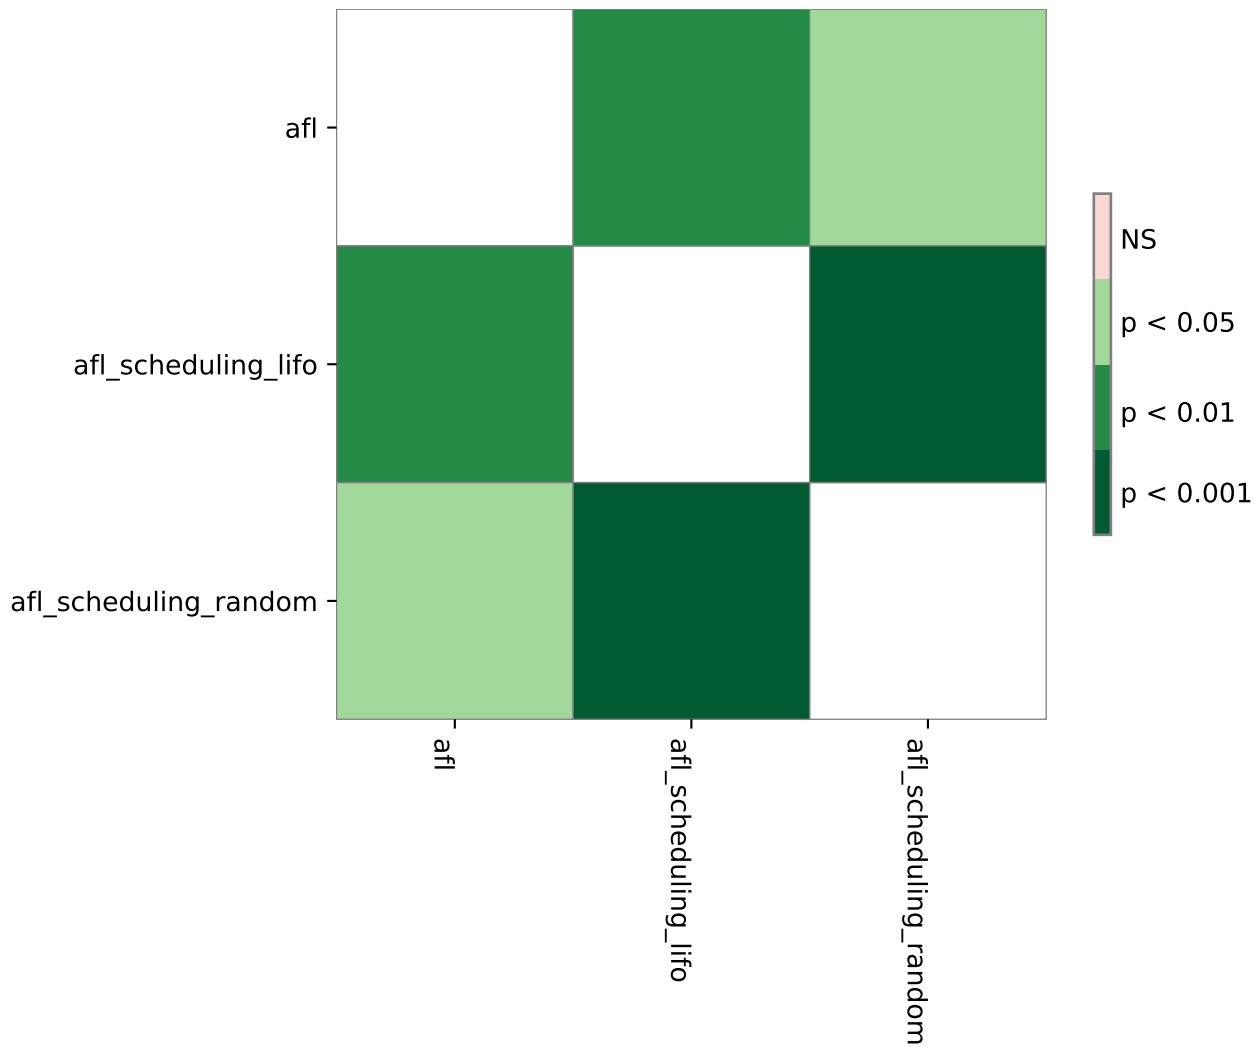 afl
afl_scheduling_lifo
afl_scheduling_random
afl
afl_scheduling_lifo
afl_scheduling_random
NS
p < 0.05
p < 0.01
p < 0.001